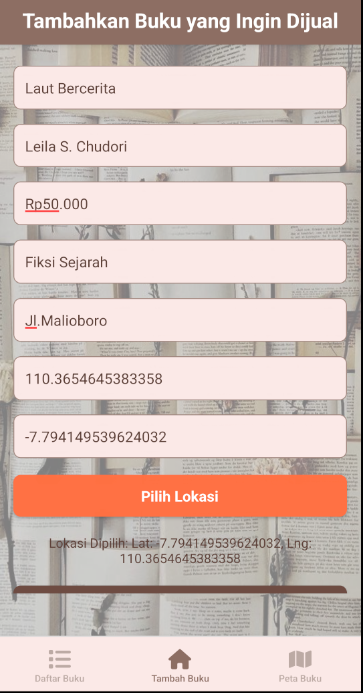 Tambahkan Buku yang Ingin Dijual
Laut Bercerita
Leila S. Chudori
Rp50.000
Fiksi Sejarah
Jl.Malioboro
110.3654645383358
-7.794149539624032
Pilih Lokasi
Lokasi Dipilih: Lat: -7.794149539624032, Lng:
110.3654645383358
Daftar Buku
Tambah Buku
Peta Buku